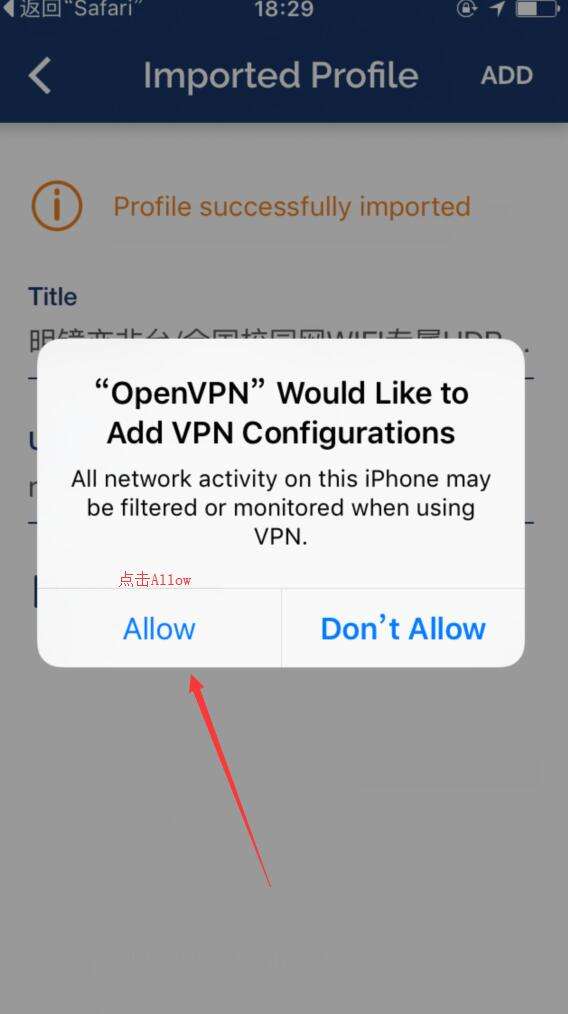 返回“Safari”
18:29
Imported Profile
ADD
Profile successfully imported
Title
“OpenVPN” Would Like to
Add VPN Configurations
All network activity on this iPhone may
be filtered or monitored when using
VPN.
点击Allow
Allow
Don’t Allow